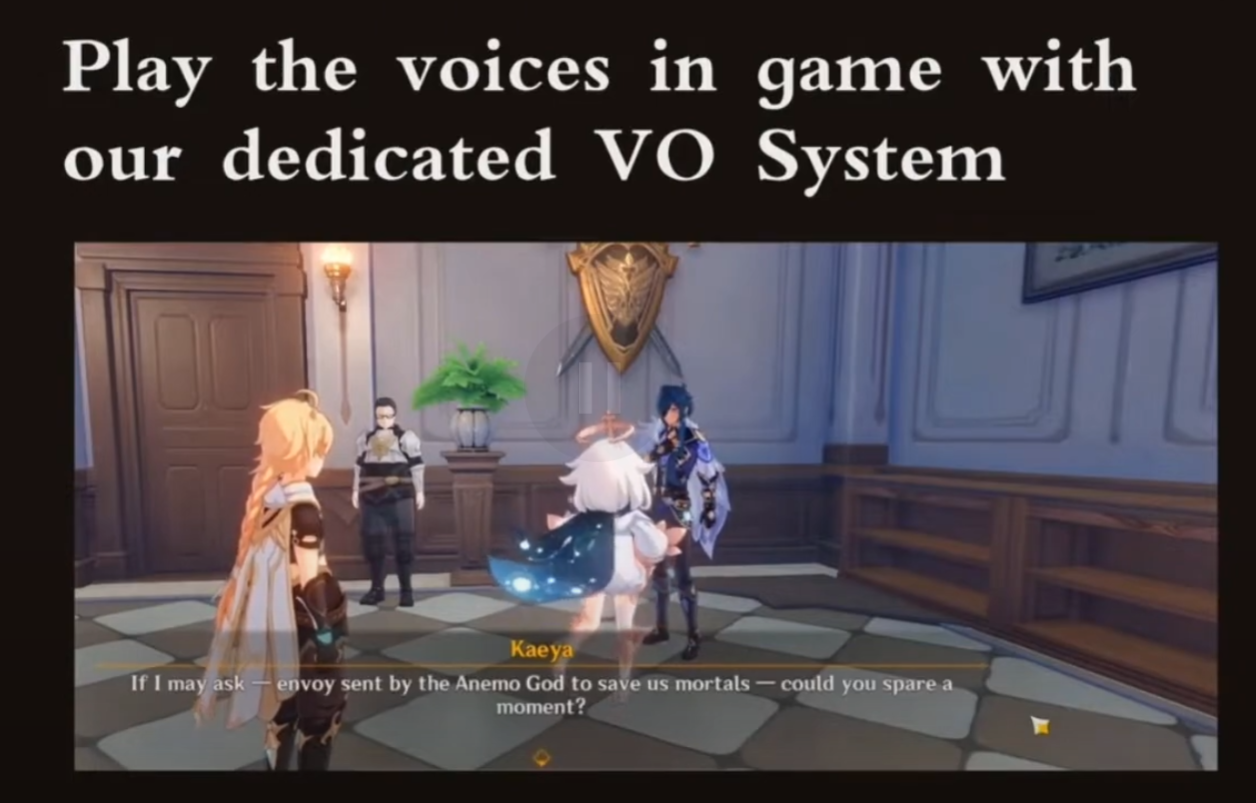 Play the voices in game with
our dedicated VO System
Kaeya
If I may ask — envoy sent by the Anemo God to save us mortals — could you spare a
moment?